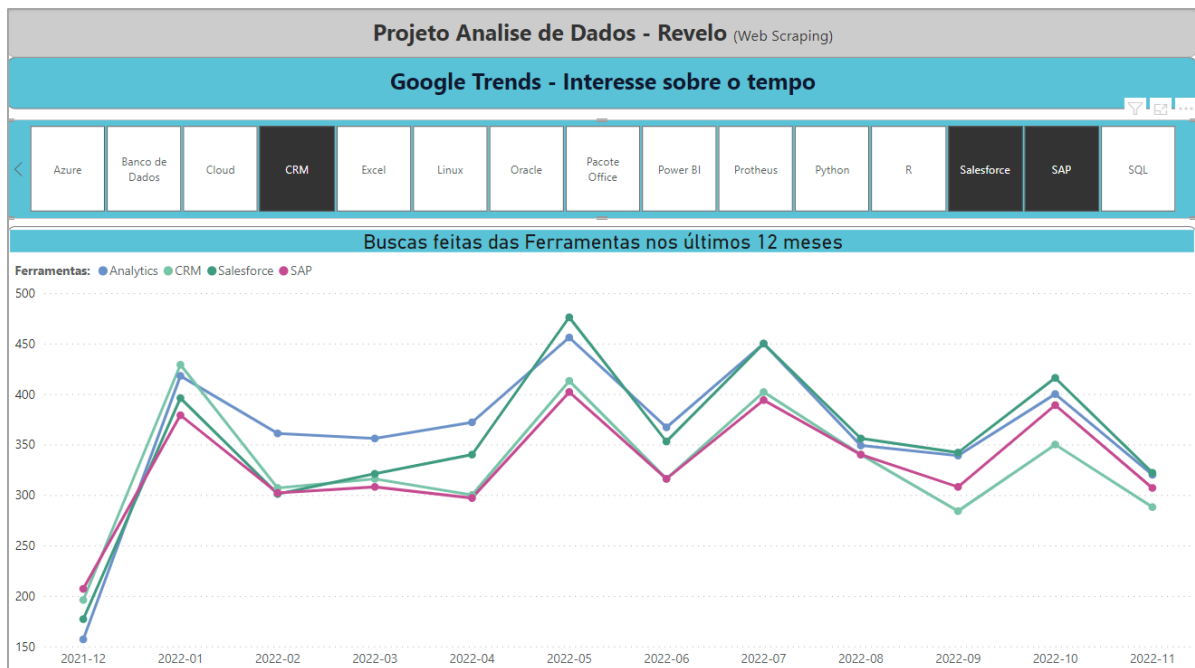 Projeto Analise de Dados - Revelo (Web Scraping)
Google Trends - Interesse sobre o tempo
Azure
Banco de
Dados
Cloud
CRM
Excel
Linux
Oracle
Pacote
Office
Power BI
Protheus
Python
R
Salesforce
SAP
SQL
Buscas feitas das Ferramentas nos últimos 12 meses
Ferramentas: Analytics CRM Salesforce SAP
500
450
400
350
300
250
200
150
2021-12 2022-01 2022-02 2022-03 2022-04 2022-05 2022-06 2022-07 2022-08 2022-09 2022-10 2022-11